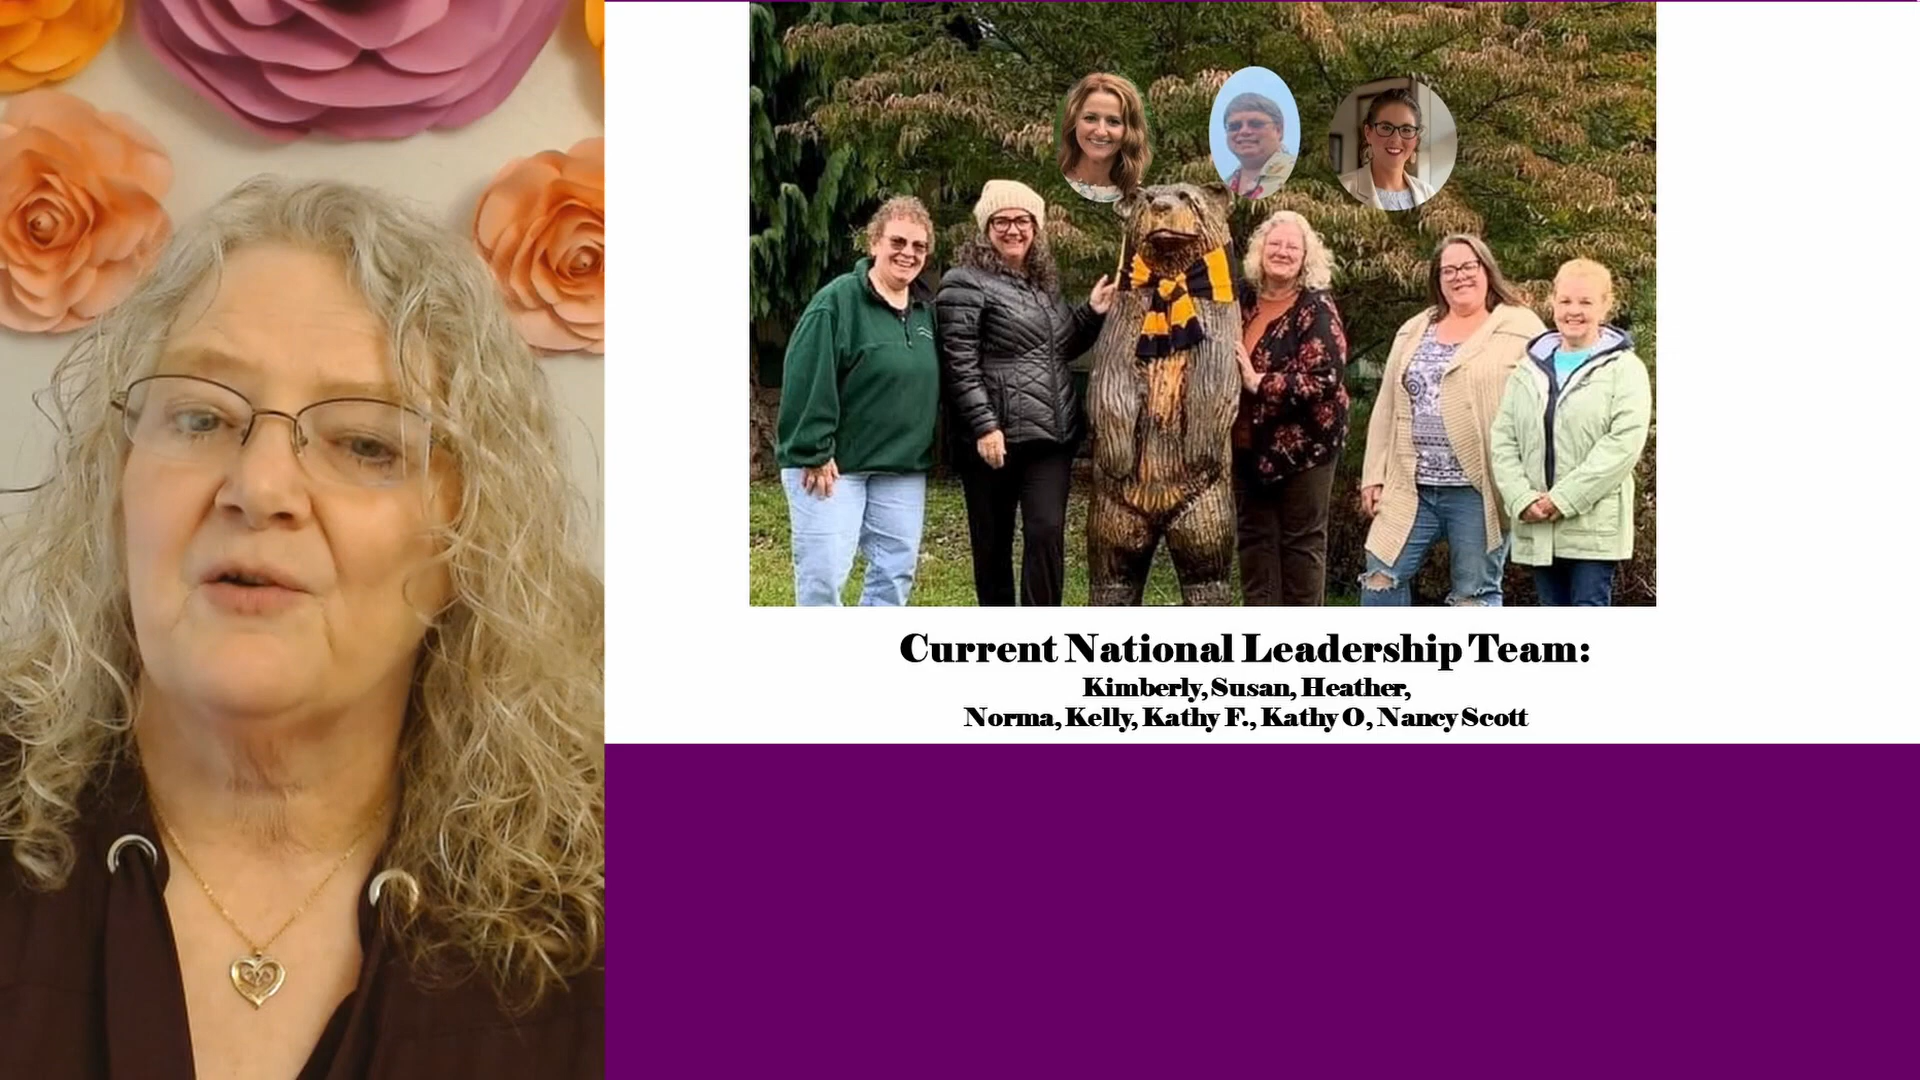 Current National Leadership Team:
Kimberly, Susan, Heather,
Norma, Kelly, Kathy F., Kathy O, Nancy Scott